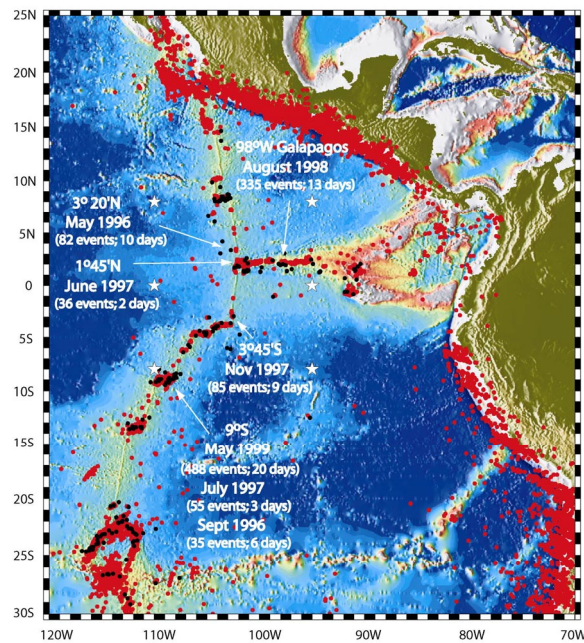 25N
20N
15N
10N
5N
0
5S
10S
15S
20S
25S
30S
120W
110W
100W
90W
80W
70W
98ºW Galapagos
August 1998
(335 events; 13 days)
3º 20'N
May 1996
(82 events; 10 days)
1º45'N
June 1997
(36 events; 2 days)
3º45'S
Nov 1997
(85 events; 9 days)
9ºS
May 1999
(488 events; 20 days)
July 1997
(55 events; 3 days)
Sept 1996
(35 events; 6 days)